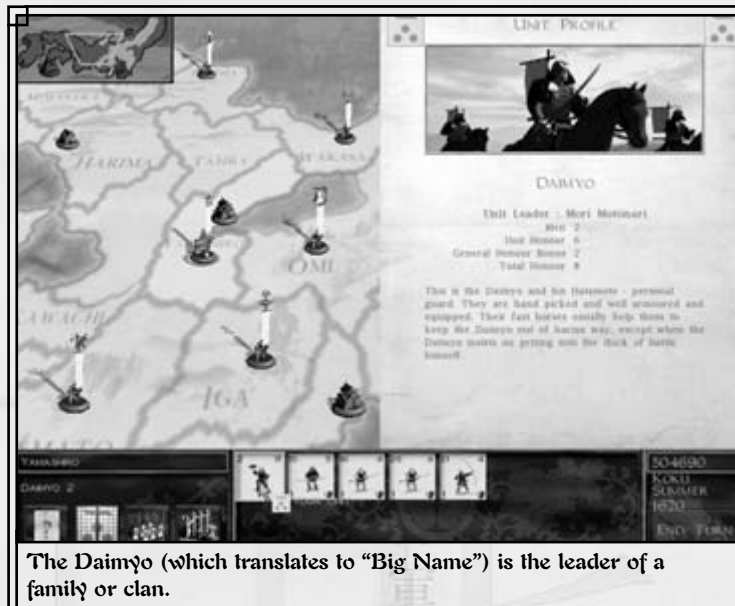 UNIT PROFILE
HARIMA
TAMBA
WAKASA
OMI
IGA
DAIMYO
Unit Leader : Mori Motonari
Men 2
Unit Honour 6
General Honour Bonus 2
Total Honour 8
This is the Daimyo and his Hatamoto - personal
guard. They are hand picked and well armoured and
equipped. Their fast horses usually help them to
keep the Daimyo out of harms way, except when the
Daimyo insists on getting into the thick of battle
himself.
YAMASHIRO
DAIMYO 2
504690
KOKU
SUMMER
1620
END TURN
The Daimyo (which translates to “Big Name”) is the leader of a
family or clan.